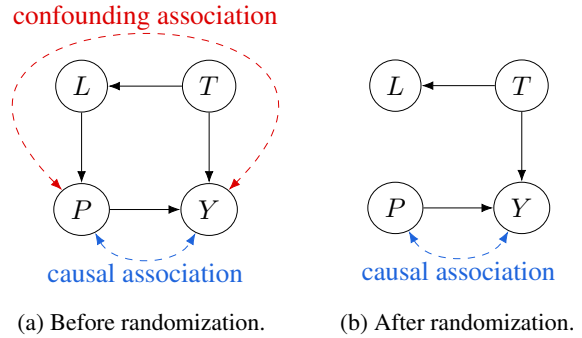 confounding association
L T
L T
P Y
P Y
causal association
causal association
(a) Before randomization.
(b) After randomization.